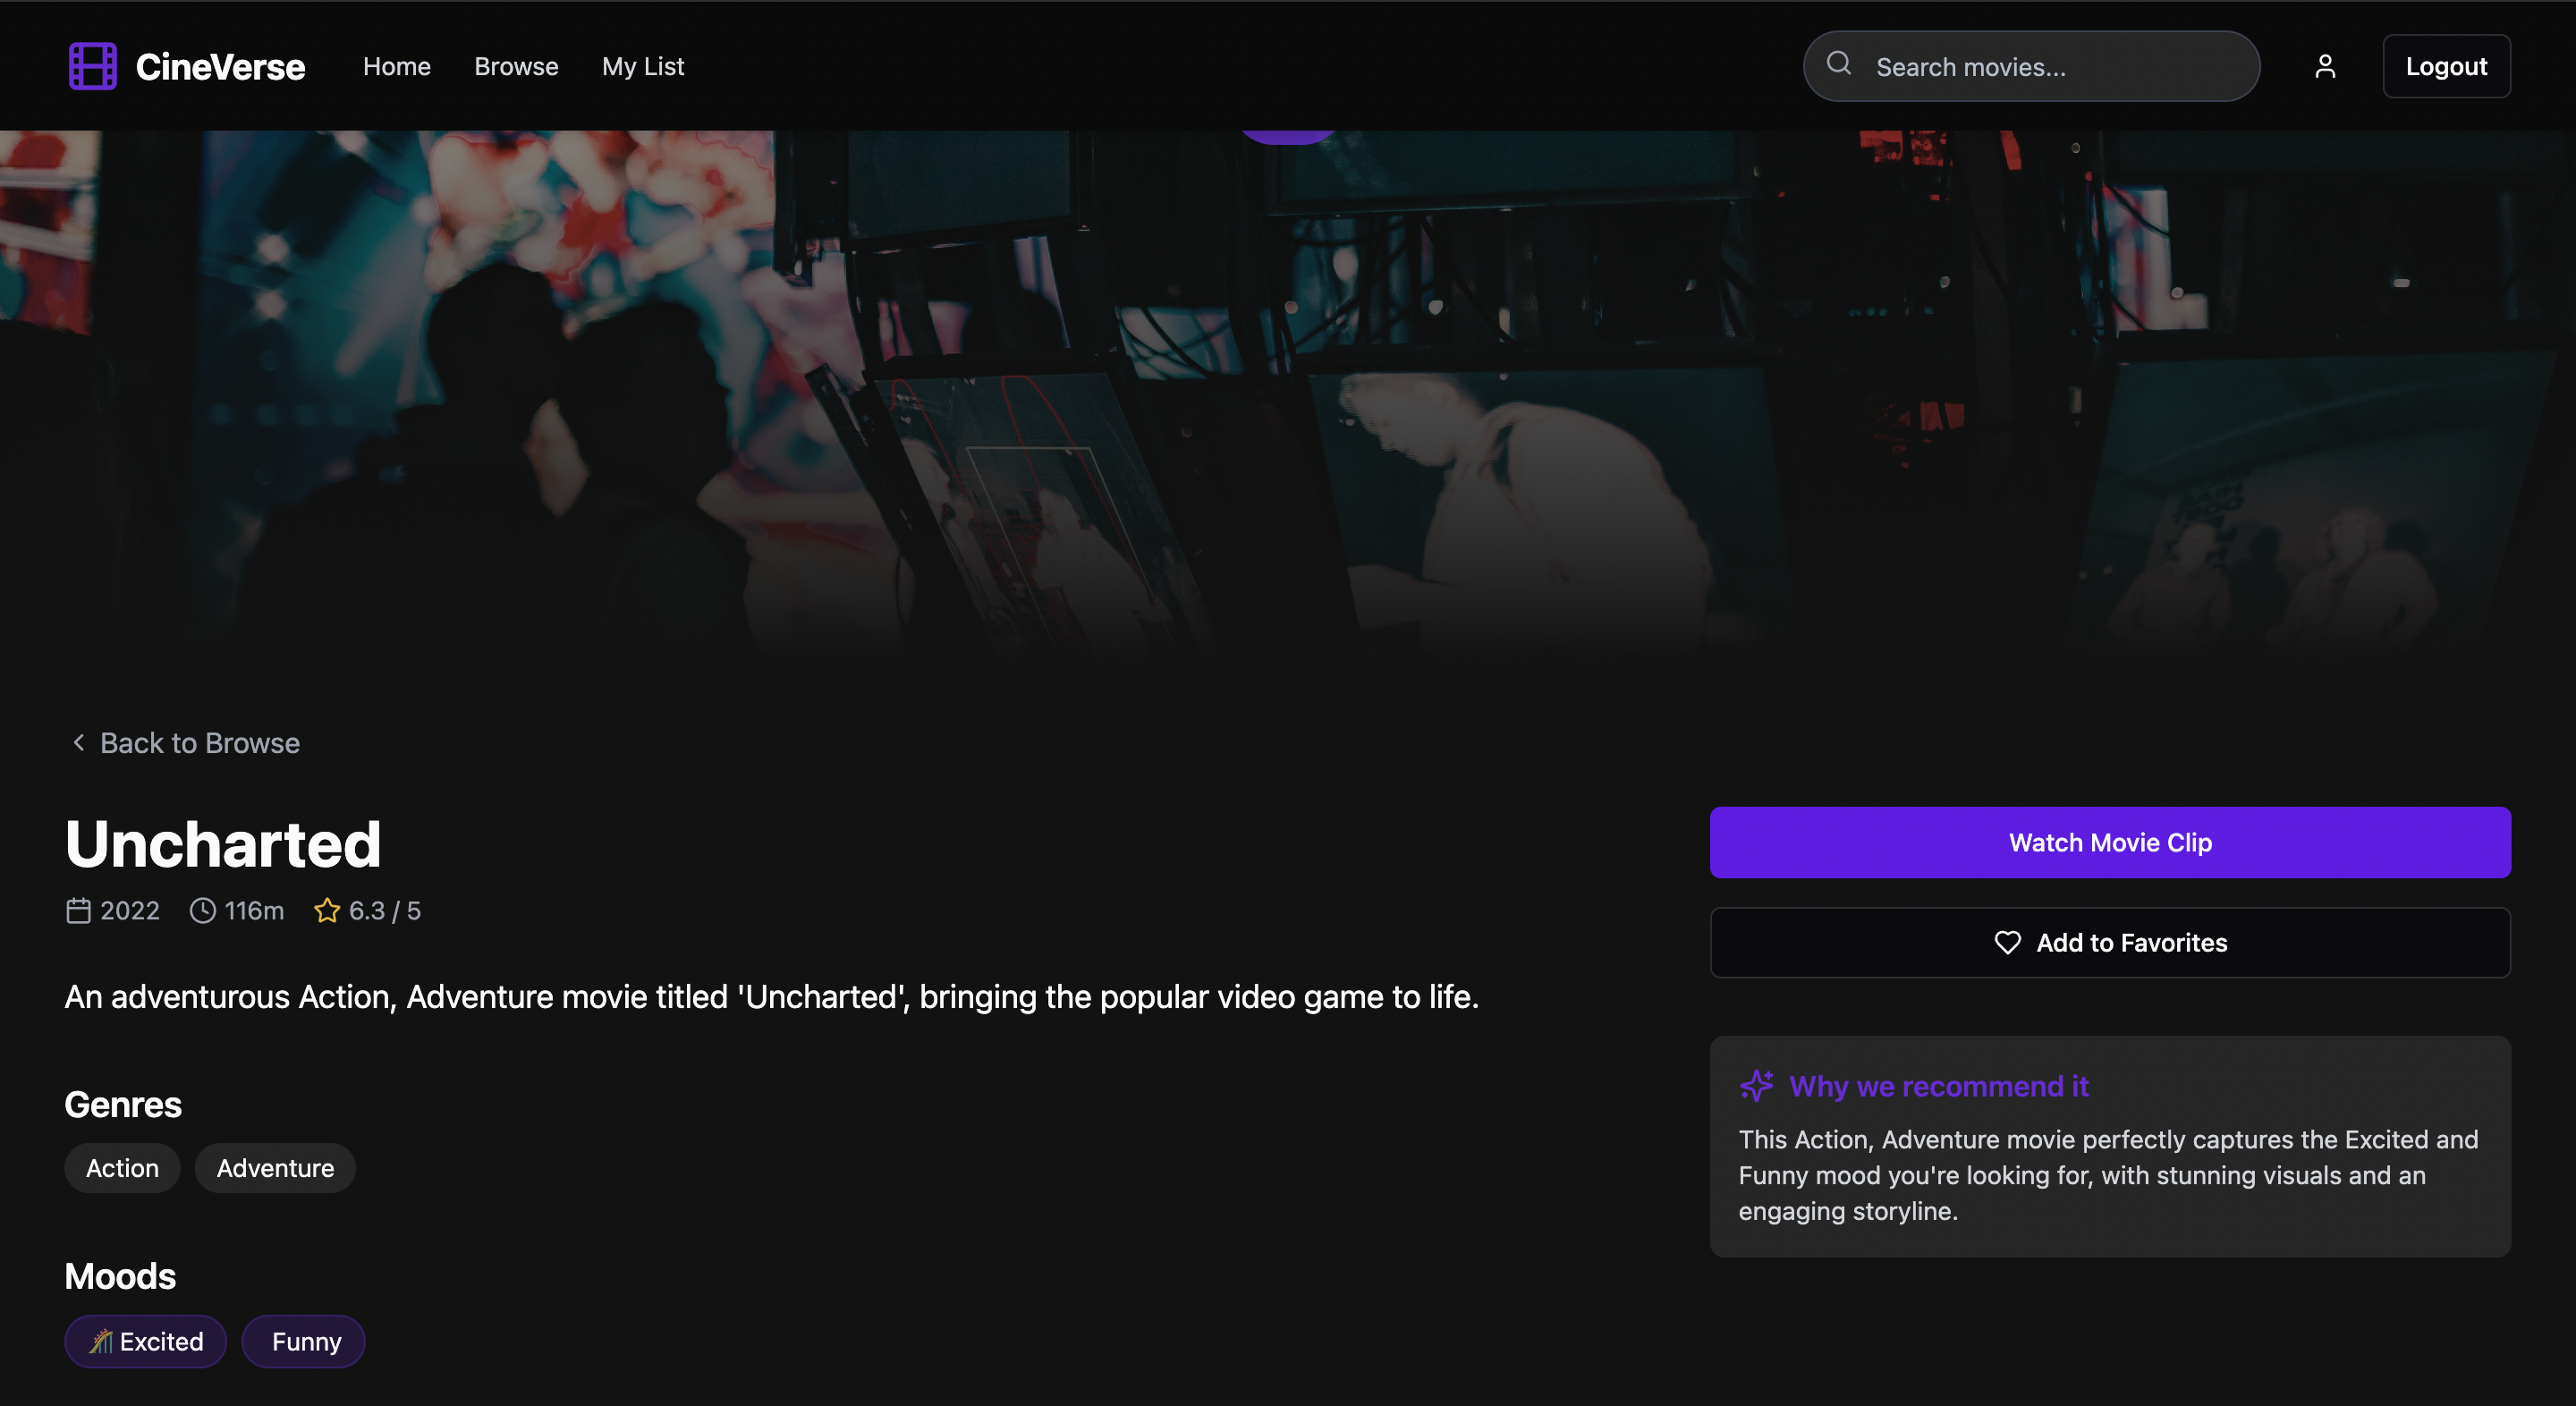 CineVerse
Home
Browse
My List
Search movies...
Logout
Back to Browse
Uncharted
2022
116m
6.3 / 5
An adventurous Action, Adventure movie titled 'Uncharted', bringing the popular video game to life.
Genres
Action
Adventure
Moods
Excited
Funny
Watch Movie Clip
Add to Favorites
Why we recommend it
This Action, Adventure movie perfectly captures the Excited and
Funny mood you're looking for, with stunning visuals and an
engaging storyline.